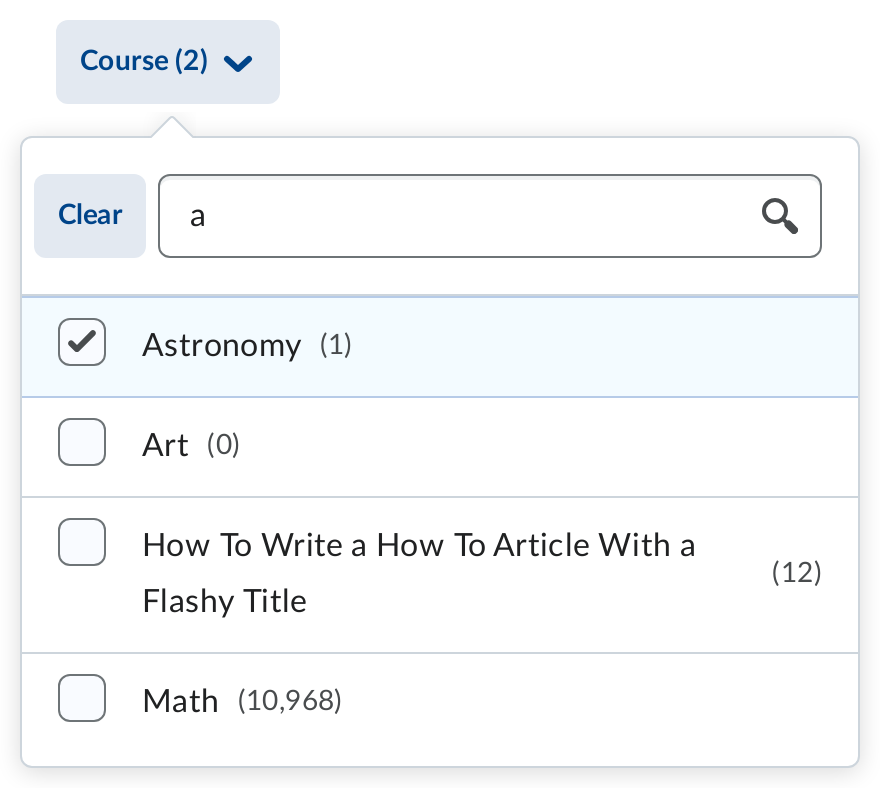 Course (2)
Clear
a
Astronomy (1)
Art (0)
How To Write a How To Article With a
Flashy Title
(12)
Math (10,968)